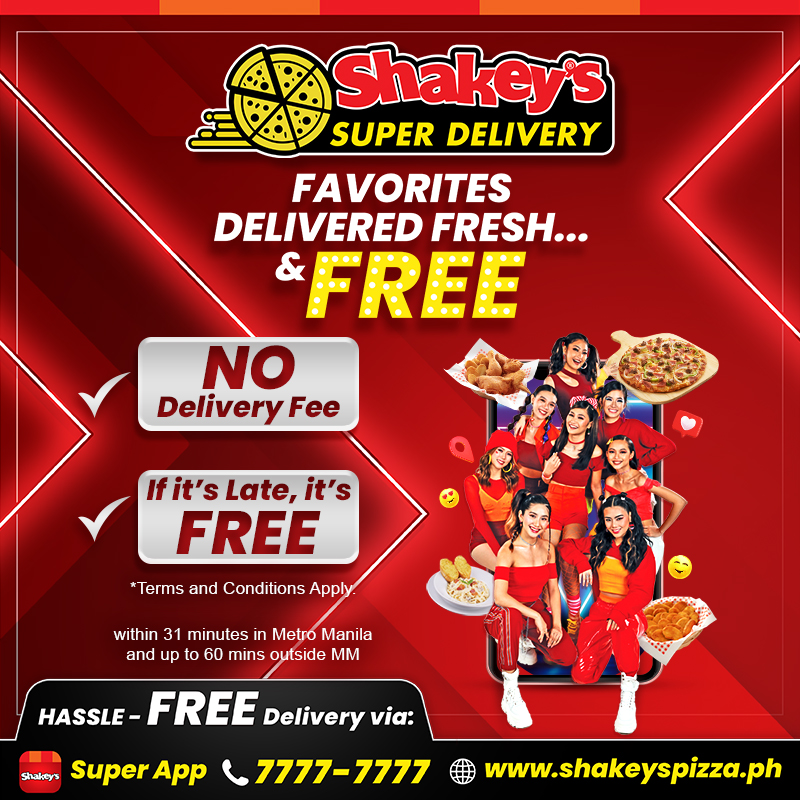 Shakey's®
SUPER DELIVERY
FAVORITES
DELIVERED FRESH...
& FREE
NO
Delivery Fee
If it's Late, it's
FREE
*Terms and Conditions Apply.
within 31 minutes in Metro Manila
and up to 60 mins outside MM
HASSLE - FREE Delivery via:
Shakey's Super App 7777-7777 www.shakeyspizza.ph